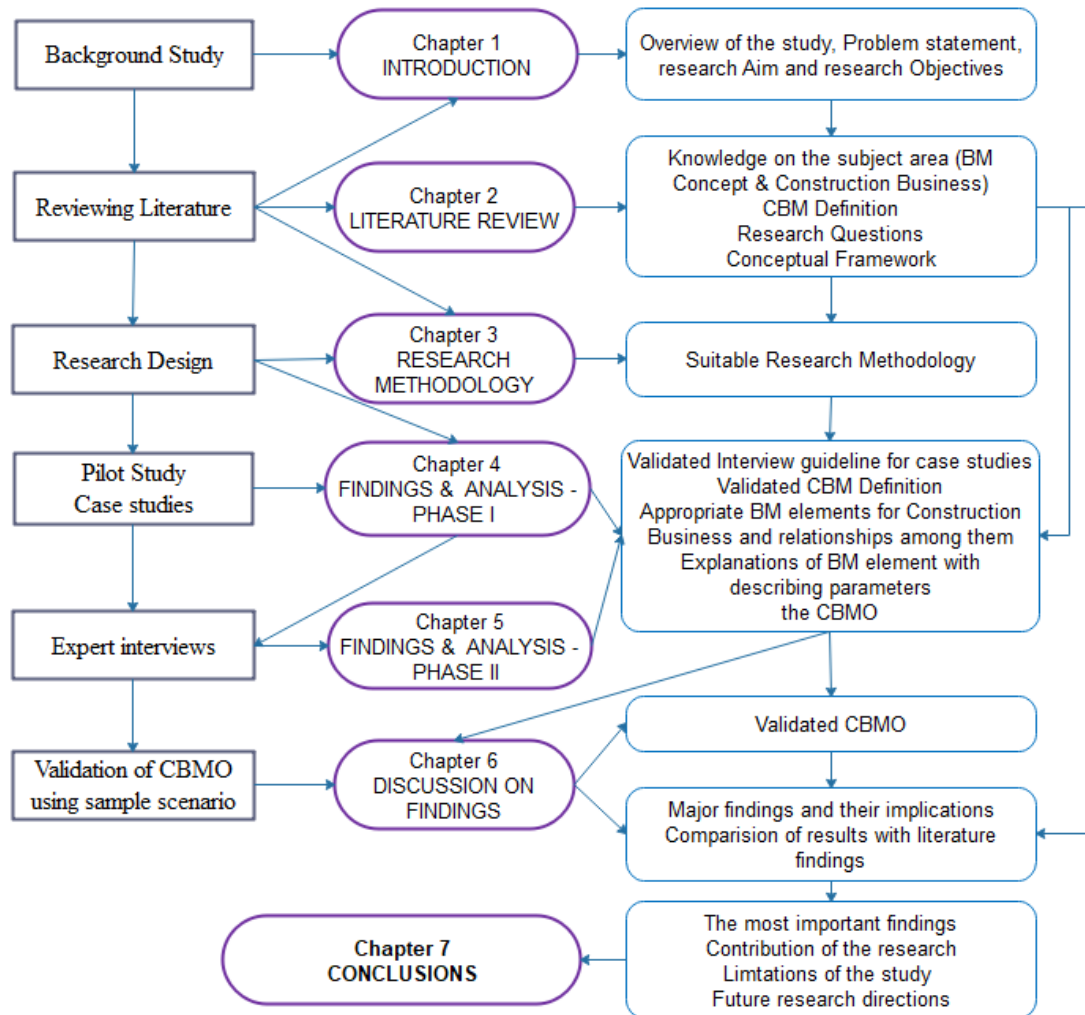 Background Study
Chapter 1
INTRODUCTION
Overview of the study, Problem statement,
research Aim and research Objectives
Reviewing Literature
Chapter 2
LITERATURE REVIEW
Knowledge on the subject area (BM
Concept & Construction Business)
CBM Definition
Research Questions
Conceptual Framework
Research Design
Chapter 3
RESEARCH
METHODOLOGY
Suitable Research Methodology
Pilot Study
Case studies
Chapter 4
FINDINGS & ANALYSIS -
PHASE I
Validated Interview guideline for case studies
Validated CBM Definition
Appropriate BM elements for Construction
Business and relationships among them
Explanations of BM element with
describing parameters
the CBMO
Expert interviews
Chapter 5
FINDINGS & ANALYSIS -
PHASE II
Validation of CBMO
using sample scenario
Chapter 6
DISCUSSION ON
FINDINGS
Validated CBMO
Major findings and their implications
Comparision of results with literature
findings
Chapter 7
CONCLUSIONS
The most important findings
Contribution of the research
Limtations of the study
Future research directions